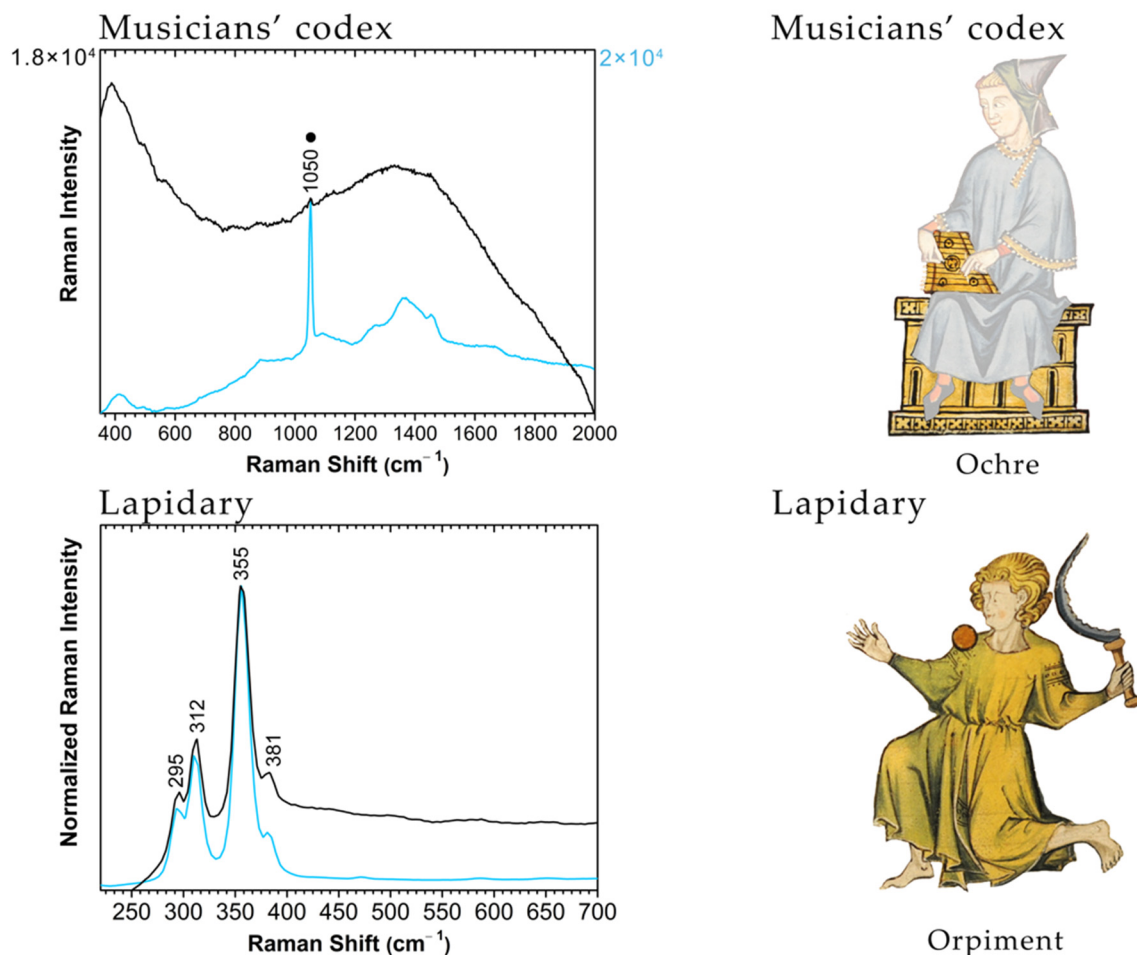 Musicians’ codex
1.8×10⁴
2×10⁴
Raman Intensity
1050
400 600 800 1000 1200 1400 1600 1800 2000
Raman Shift (cm⁻¹)
Musicians’ codex
Ochre
Lapidary
Normalized Raman Intensity
295
312
355
381
250 300 350 400 450 500 550 600 650 700
Raman Shift (cm⁻¹)
Lapidary
Orpiment